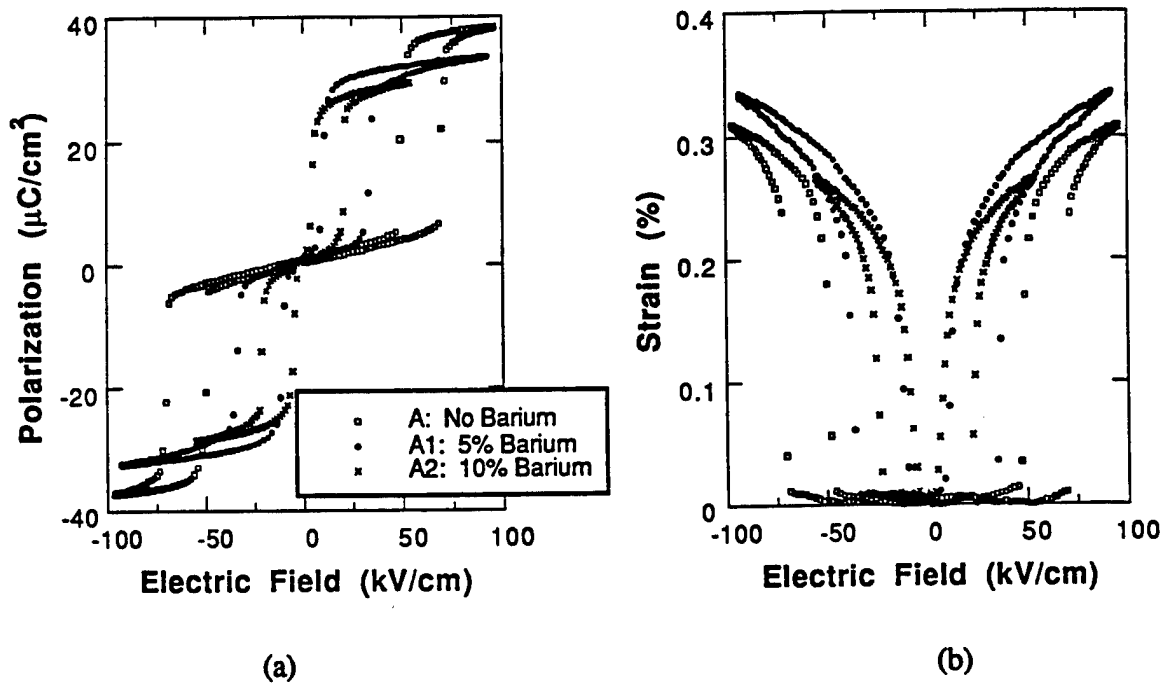 40
20
0
-20
-40
Polarization (μC/cm²)
-100 -50 0 50 100
Electric Field (kV/cm)
A: No Barium
A1: 5% Barium
A2: 10% Barium
(a)
0.4
0.3
0.2
0.1
0
Strain (%)
-100 -50 0 50 100
Electric Field (kV/cm)
(b)